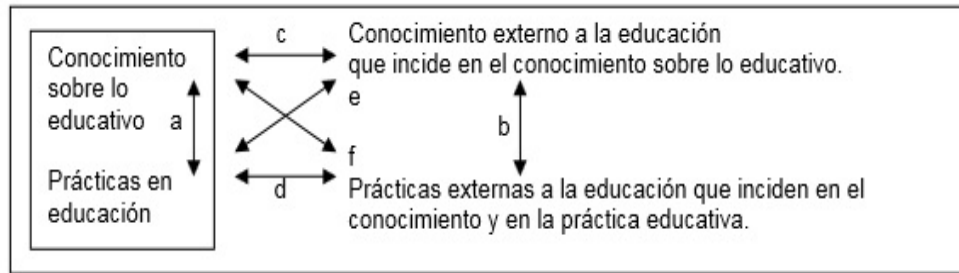 Conocimiento
sobre lo
educativo a
Prácticas en
educación
c
e
f
d
b
Conocimiento externo a la educación
que incide en el conocimiento sobre lo educativo.
Prácticas externas a la educación que inciden en el
conocimiento y en la práctica educativa.